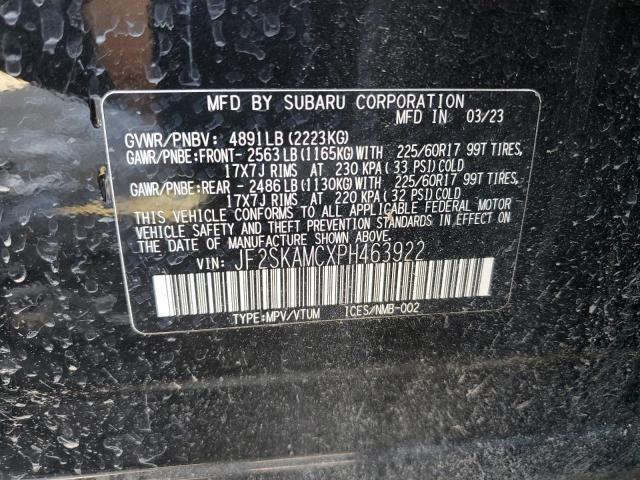 MFD BY SUBARU CORPORATION
MFD IN 03/23
GVWR/PNBV: 4891LB (2223KG)
GAWR/PNBE:FRONT- 2563LB (1165KG) WITH 225/60R17 99T TIRES,
17X7J RIMS AT 230 KPA (33 PSI) COLD
GAWR/PNBE:REAR - 2486LB (1130KG) WITH 225/60R17 99T TIRES,
17X7J RIMS AT 220 KPA (32 PSI) COLD
THIS VEHICLE CONFORMS TO ALL APPLICABLE FEDERAL MOTOR
VEHICLE SAFETY AND THEFT PREVENTION STANDARDS IN EFFECT ON
THE DATE OF MANUFACTURE SHOWN ABOVE.
VIN: JF2SKAMCXPH463922
TYPE:MPV/VTUM ICES/NMB-002